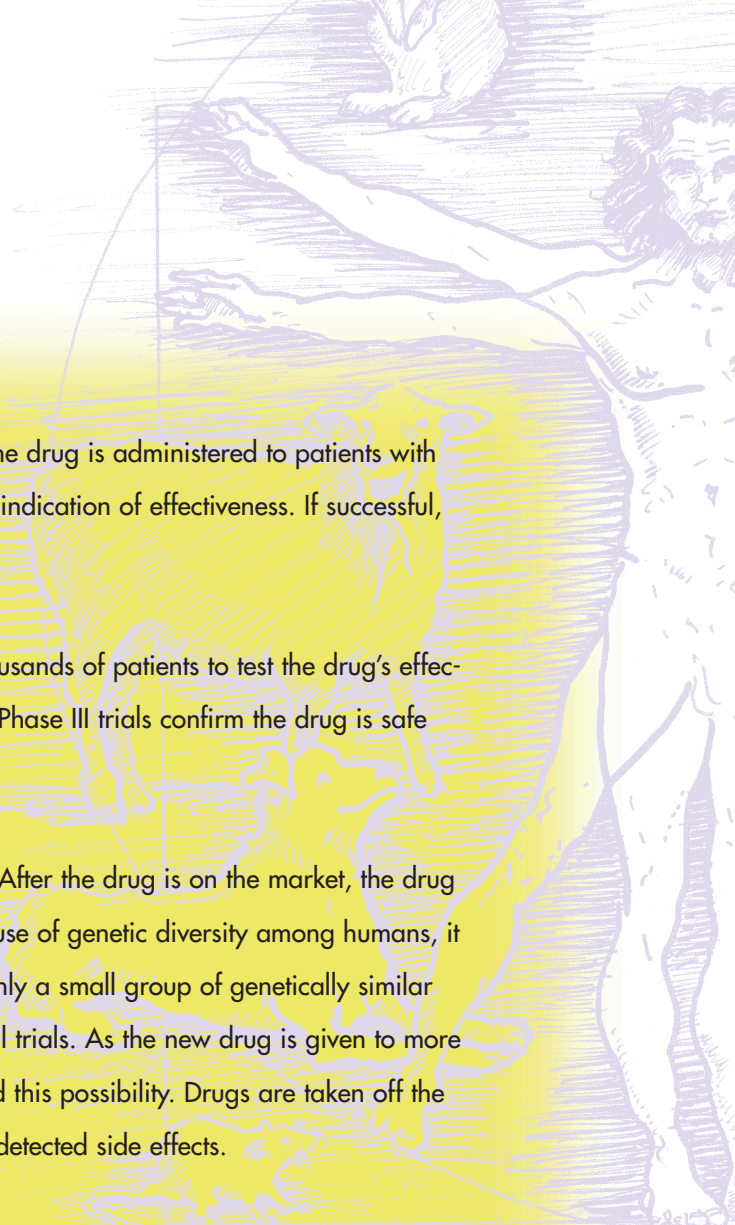 he drug is administered to patients with
indication of effectiveness. If successful,
usands of patients to test the drug’s effec-
Phase III trials confirm the drug is safe
After the drug is on the market, the drug
use of genetic diversity among humans, it
nly a small group of genetically similar
l trials. As the new drug is given to more
d this possibility. Drugs are taken off the
detected side effects.